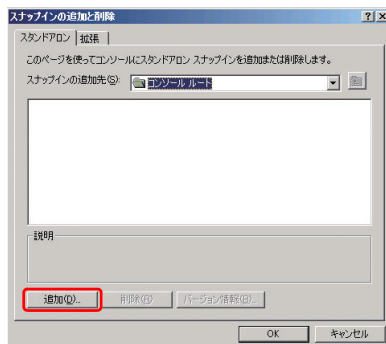 スナップインの追加と削除
スタンドアロン 拡張
このページを使ってコンソールにスタンドアロン スナップインを追加または削除します。
スナップインの追加先(S): コンソール ルート
説明
追加(D)... 削除(R) バージョン情報(B)...
OK キャンセル